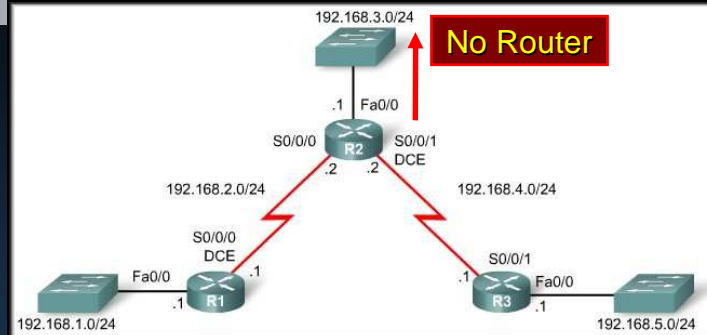 192.168.3.0/24
No Router
.1 Fa0/0
S0/0/0
R2
S0/0/1
DCE
.2 .2
192.168.2.0/24
192.168.4.0/24
S0/0/0
DCE
S0/0/1
Fa0/0
.1
.1
R1
.1
R3
Fa0/0
.1
192.168.1.0/24
192.168.5.0/24